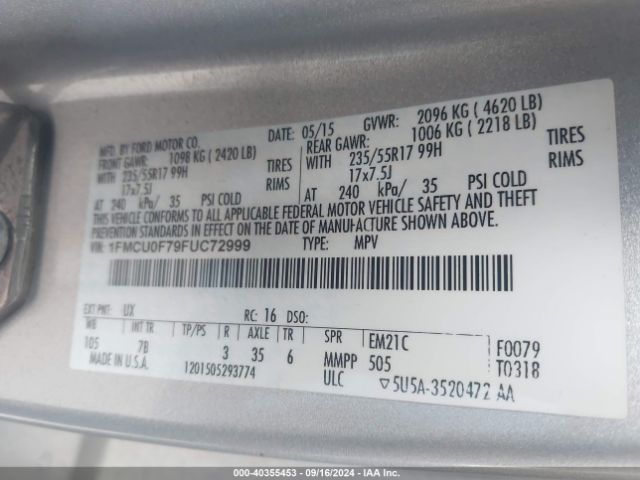 MFD. BY FORD MOTOR CO. DATE: 05/15 GVWR: 2096 KG ( 4620 LB)
FRONT GAWR: 1098 KG ( 2420 LB) REAR GAWR: 1006 KG ( 2218 LB)
WITH 235/55R17 99H TIRES WITH 235/55R17 99H TIRES
17x7.5J RIMS 17x7.5J RIMS
AT 240 kPa/ 35 PSI COLD AT 240 kPa/ 35 PSI COLD
THIS VEHICLE CONFORMS TO ALL APPLICABLE FEDERAL MOTOR VEHICLE SAFETY AND THEFT
PREVENTION STANDARDS IN EFFECT ON THE DATE OF MANUFACTURE SHOWN ABOVE.
VIN: 1FMCU0F79FUC72999 TYPE: MPV
EXT PNT: UX RC: 16 DSO:
WB INT TR TP/PS R AXLE TR SPR EM21C F0079
105 7B 3 35 6 MMPP 505 T0318
MADE IN U.S.A. 1201505293774 ULC ▽5U5A-3520472 AA
000-40355453 - 09/16/2024 - IAA Inc.